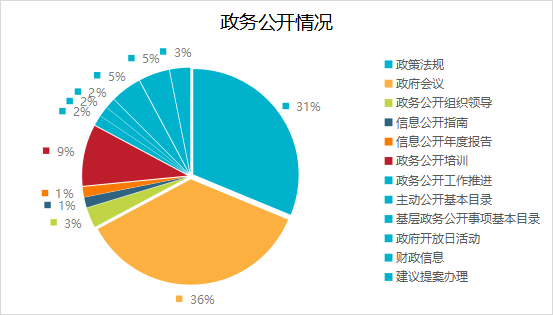 政务公开情况
31%
36%
3%
1%
1%
9%
2%
2%
2%
5%
5%
3%
政策法规
政府会议
政务公开组织领导
信息公开指南
信息公开年度报告
政务公开培训
政务公开工作推进
主动公开基本目录
基层政务公开事项基本目录
政府开放日活动
财政信息
建议提案办理